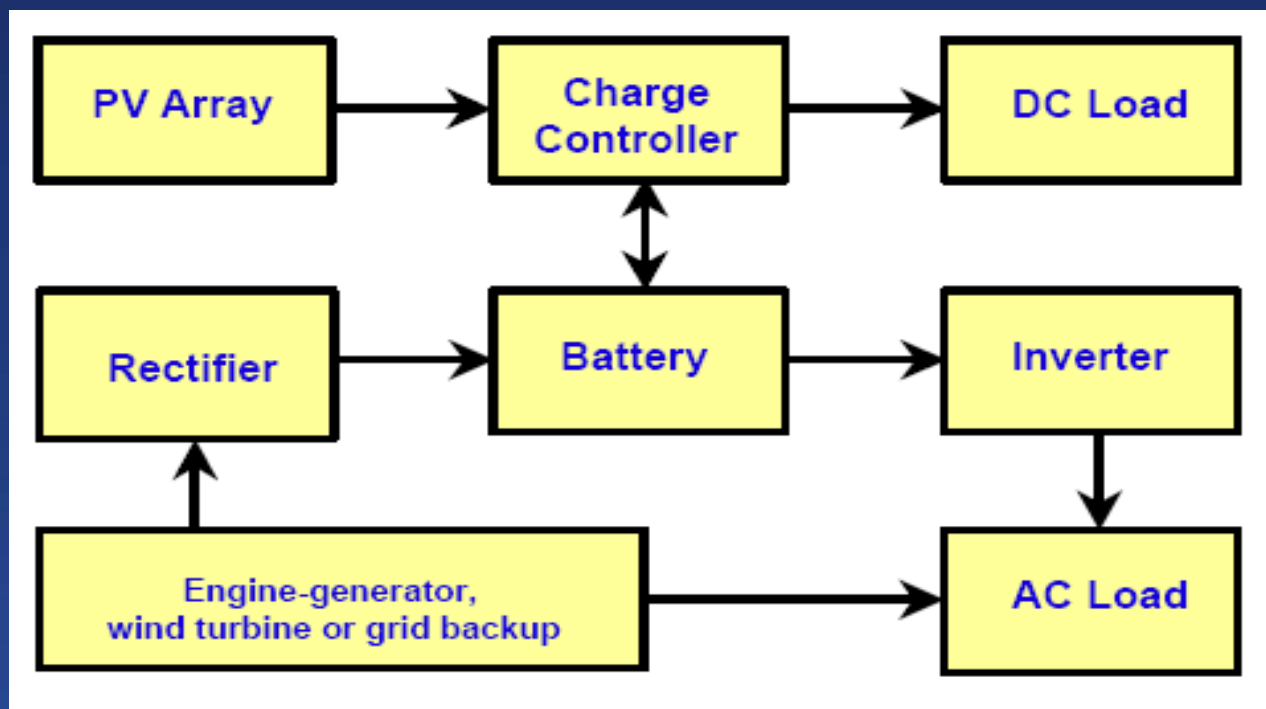 PV Array
Charge
Controller
DC Load
Rectifier
Battery
Inverter
Engine-generator,
wind turbine or grid backup
AC Load